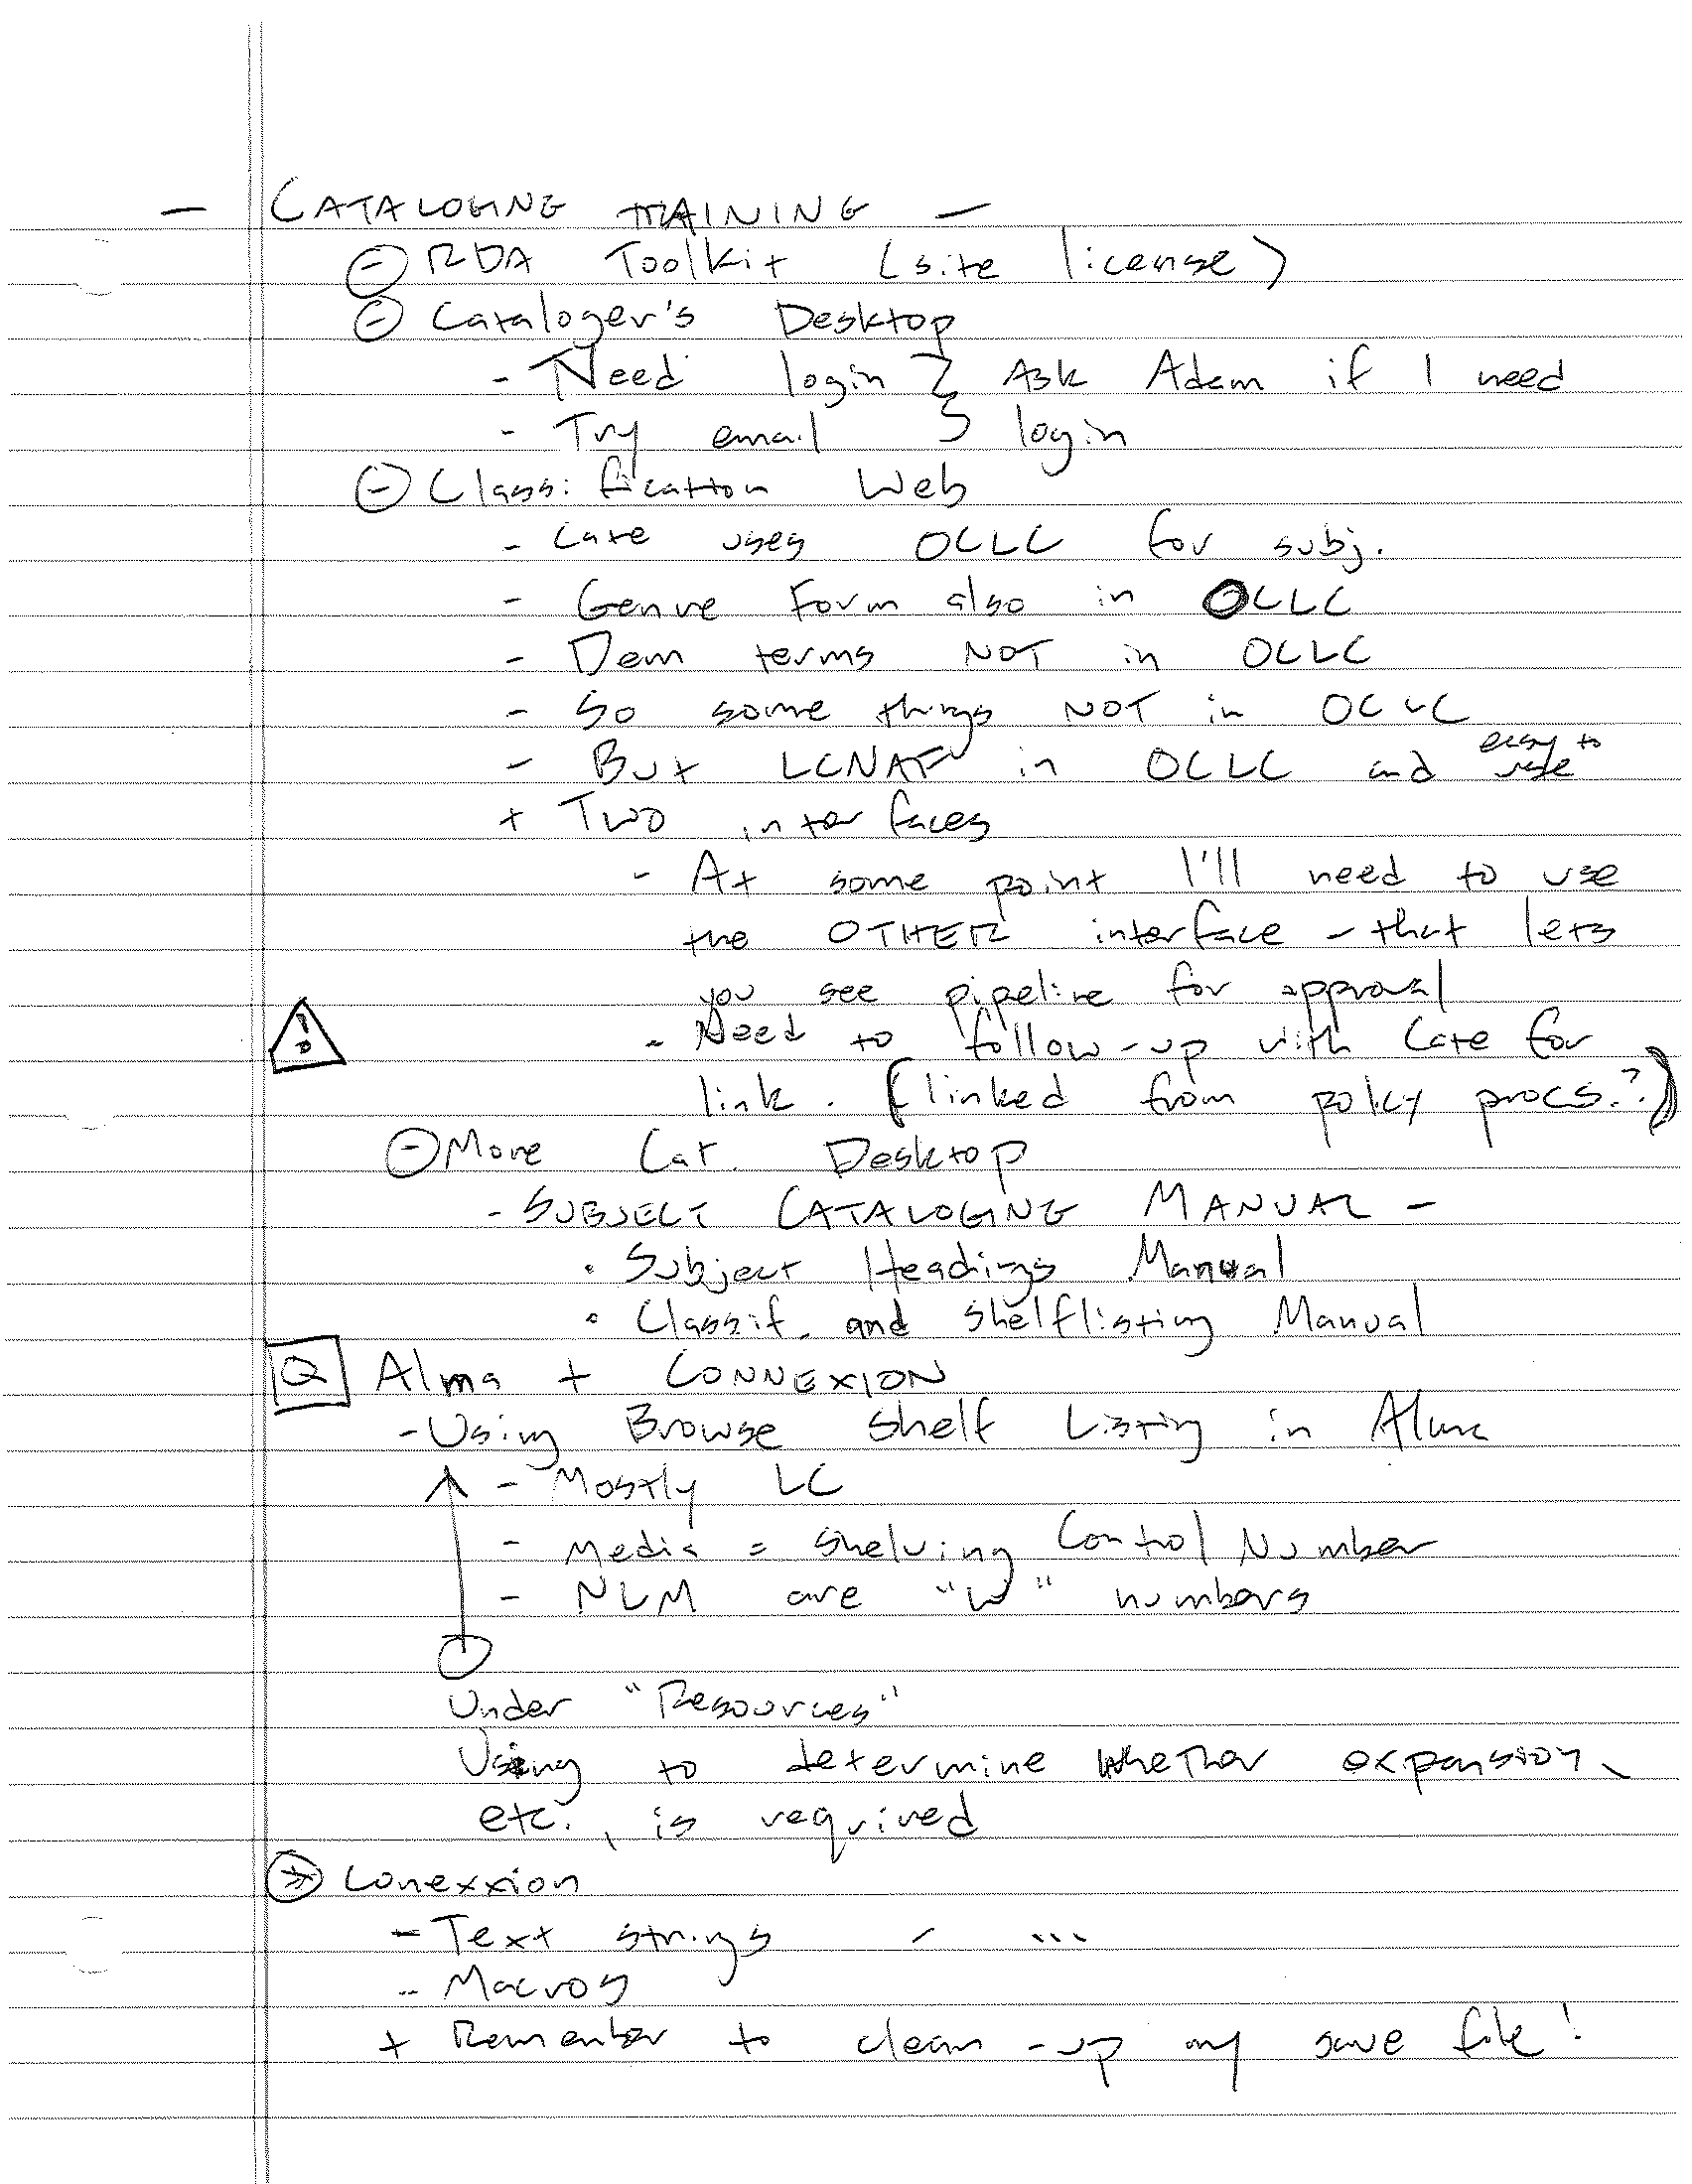 — CATALOGING TRAINING —
⊖ RDA Toolkit (site license)
⊖ Cataloger's Desktop
- Need login } Ask Adam if I need
- Try email } login
⊖ Classification Web
- Cate uses OCLC for subj.
- Genre Form also in OCLC
- Dem terms NOT in OCLC
- So some things NOT in OCLC
- But LCNAF in OCLC and easy to use
+ Two interfaces
- At some point I'll need to use
the OTHER interface - that lets
you see pipeline for approval
! - Need to follow-up with Cate for
link. (linked from policy procs.?)
⊖ More Cat. Desktop
- SUBJECT CATALOGING MANUAL -
• Subject Headings Manual
• Classif. and Shelflisting Manual
Q Alma + CONNEXION
- Using Browse Shelf Listing in Alma
- Mostly LC
- Media = Shelving Control Number
- NLM are "W" numbers
Under "Resources"
Using to determine whether expansion,
etc., is required
Conexxion
- Text strings - ...
- Macros
+ Remember to clean-up my save file!